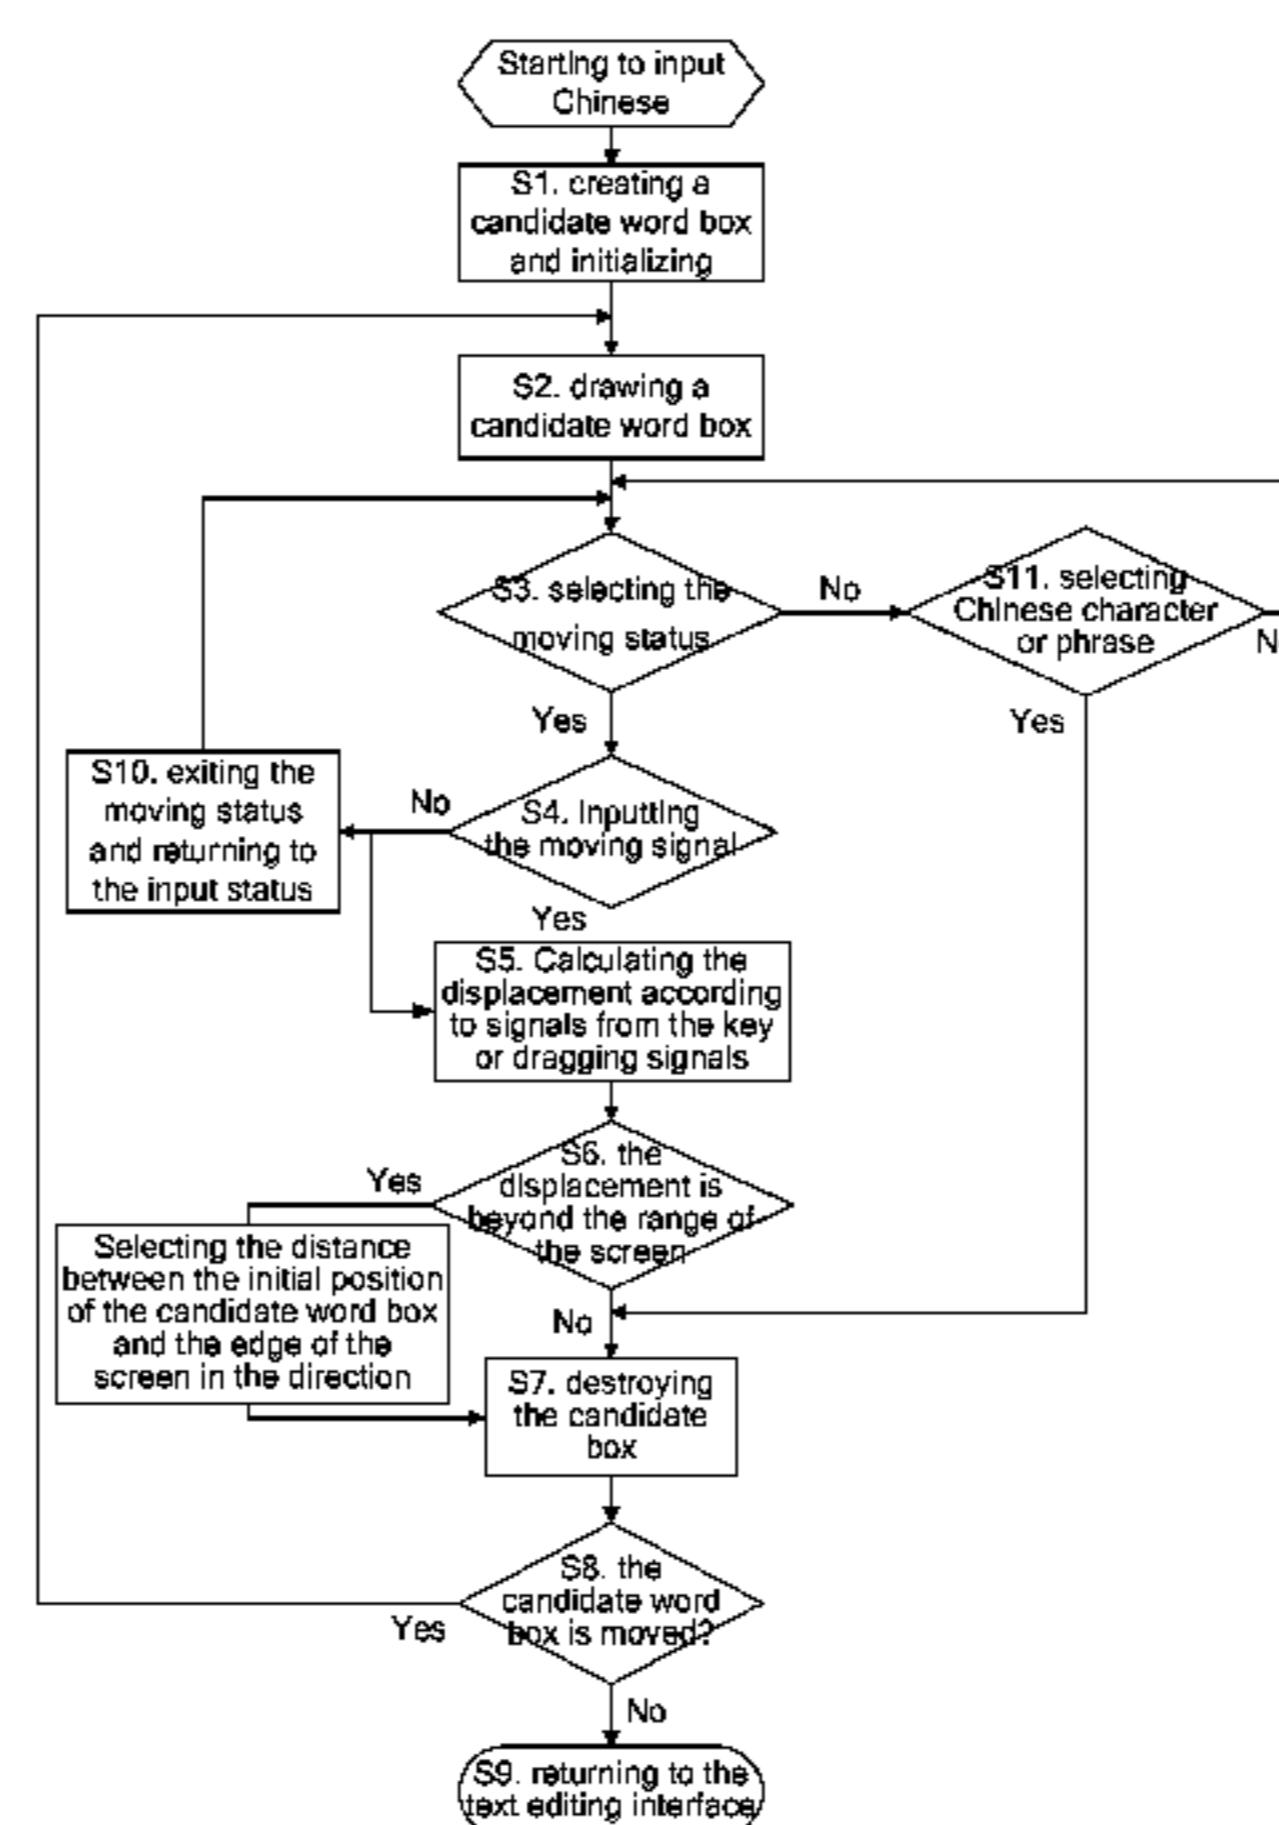 Starting to input
Chinese
S1. creating a
candidate word box
and initializing
S2. drawing a
candidate word box
S3. selecting the
moving status
No
S11. selecting
Chinese character
or phrase
Yes
Yes
S10. exiting the
moving status
and returning to
the input status
No
S4. Inputting
the moving signal
Yes
S5. Calculating the
displacement according
to signals from the key
or dragging signals
S6. the
displacement is
beyond the range of
the screen
Yes
Selecting the distance
between the initial position
of the candidate word box
and the edge of the
screen in the direction
No
S7. destroying
the candidate
box
S8. the
candidate word
box is moved?
Yes
No
S9. returning to the
text editing interface